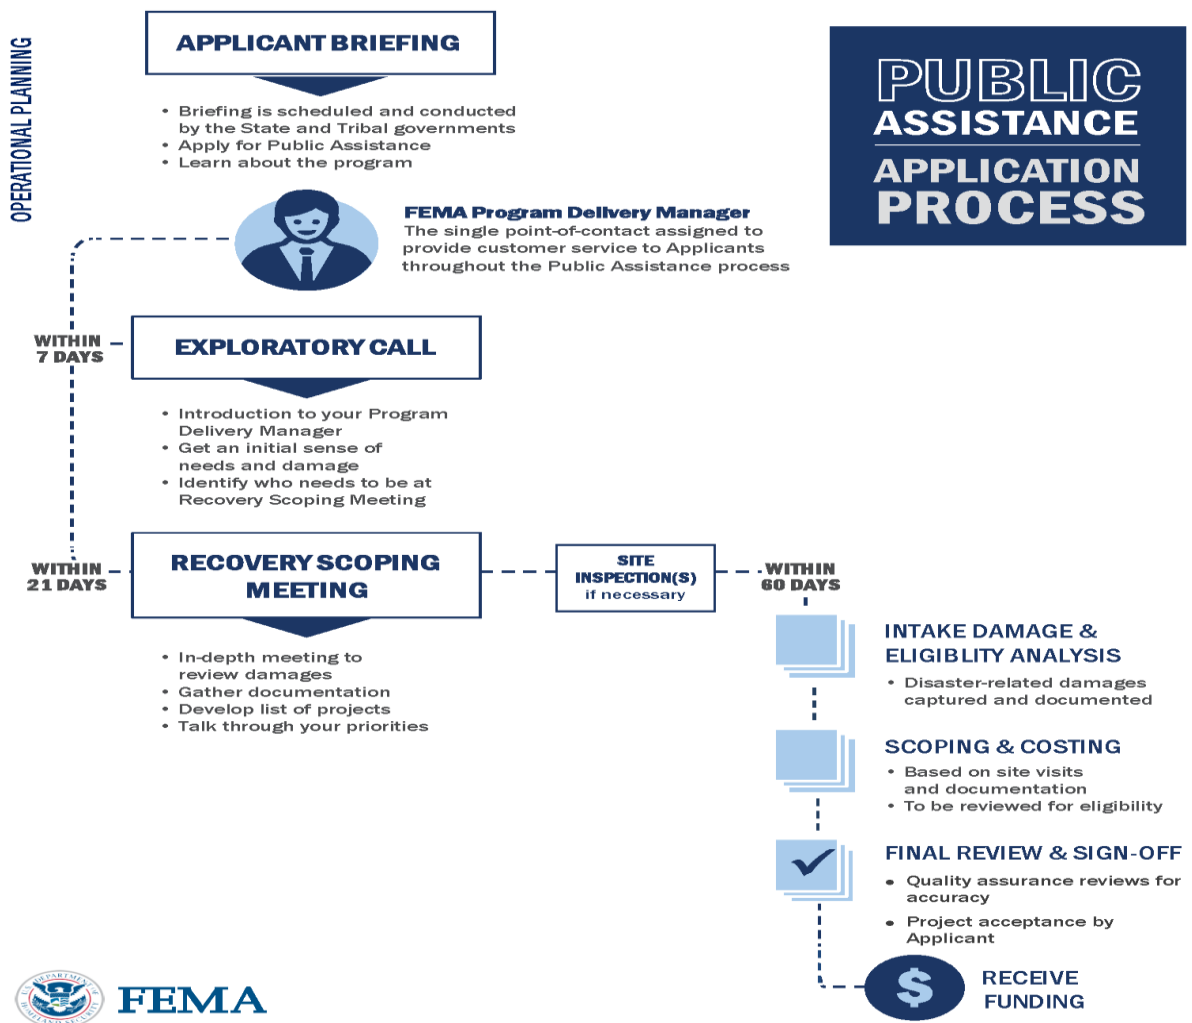 OPERATIONAL PLANNING
APPLICANT BRIEFING
• Briefing is scheduled and conducted
by the State and Tribal governments
• Apply for Public Assistance
• Learn about the program
PUBLIC
ASSISTANCE
APPLICATION
PROCESS
FEMA Program Delivery Manager
The single point-of-contact assigned to
provide customer service to Applicants
throughout the Public Assistance process
WITHIN
7 DAYS
EXPLORATORY CALL
• Introduction to your Program
Delivery Manager
• Get an initial sense of
needs and damage
• Identify who needs to be at
Recovery Scoping Meeting
WITHIN
21 DAYS
RECOVERY SCOPING
MEETING
• In-depth meeting to
review damages
• Gather documentation
• Develop list of projects
• Talk through your priorities
SITE
INSPECTION(S)
if necessary
WITHIN
60 DAYS
INTAKE DAMAGE &
ELIGIBLITY ANALYSIS
• Disaster-related damages
captured and documented
SCOPING & COSTING
• Based on site visits
and documentation
• To be reviewed for eligibility
FINAL REVIEW & SIGN-OFF
• Quality assurance reviews for
accuracy
• Project acceptance by
Applicant
$
RECEIVE
FUNDING
U.S. DEPARTMENT OF
HOMELAND SECURITY
FEMA